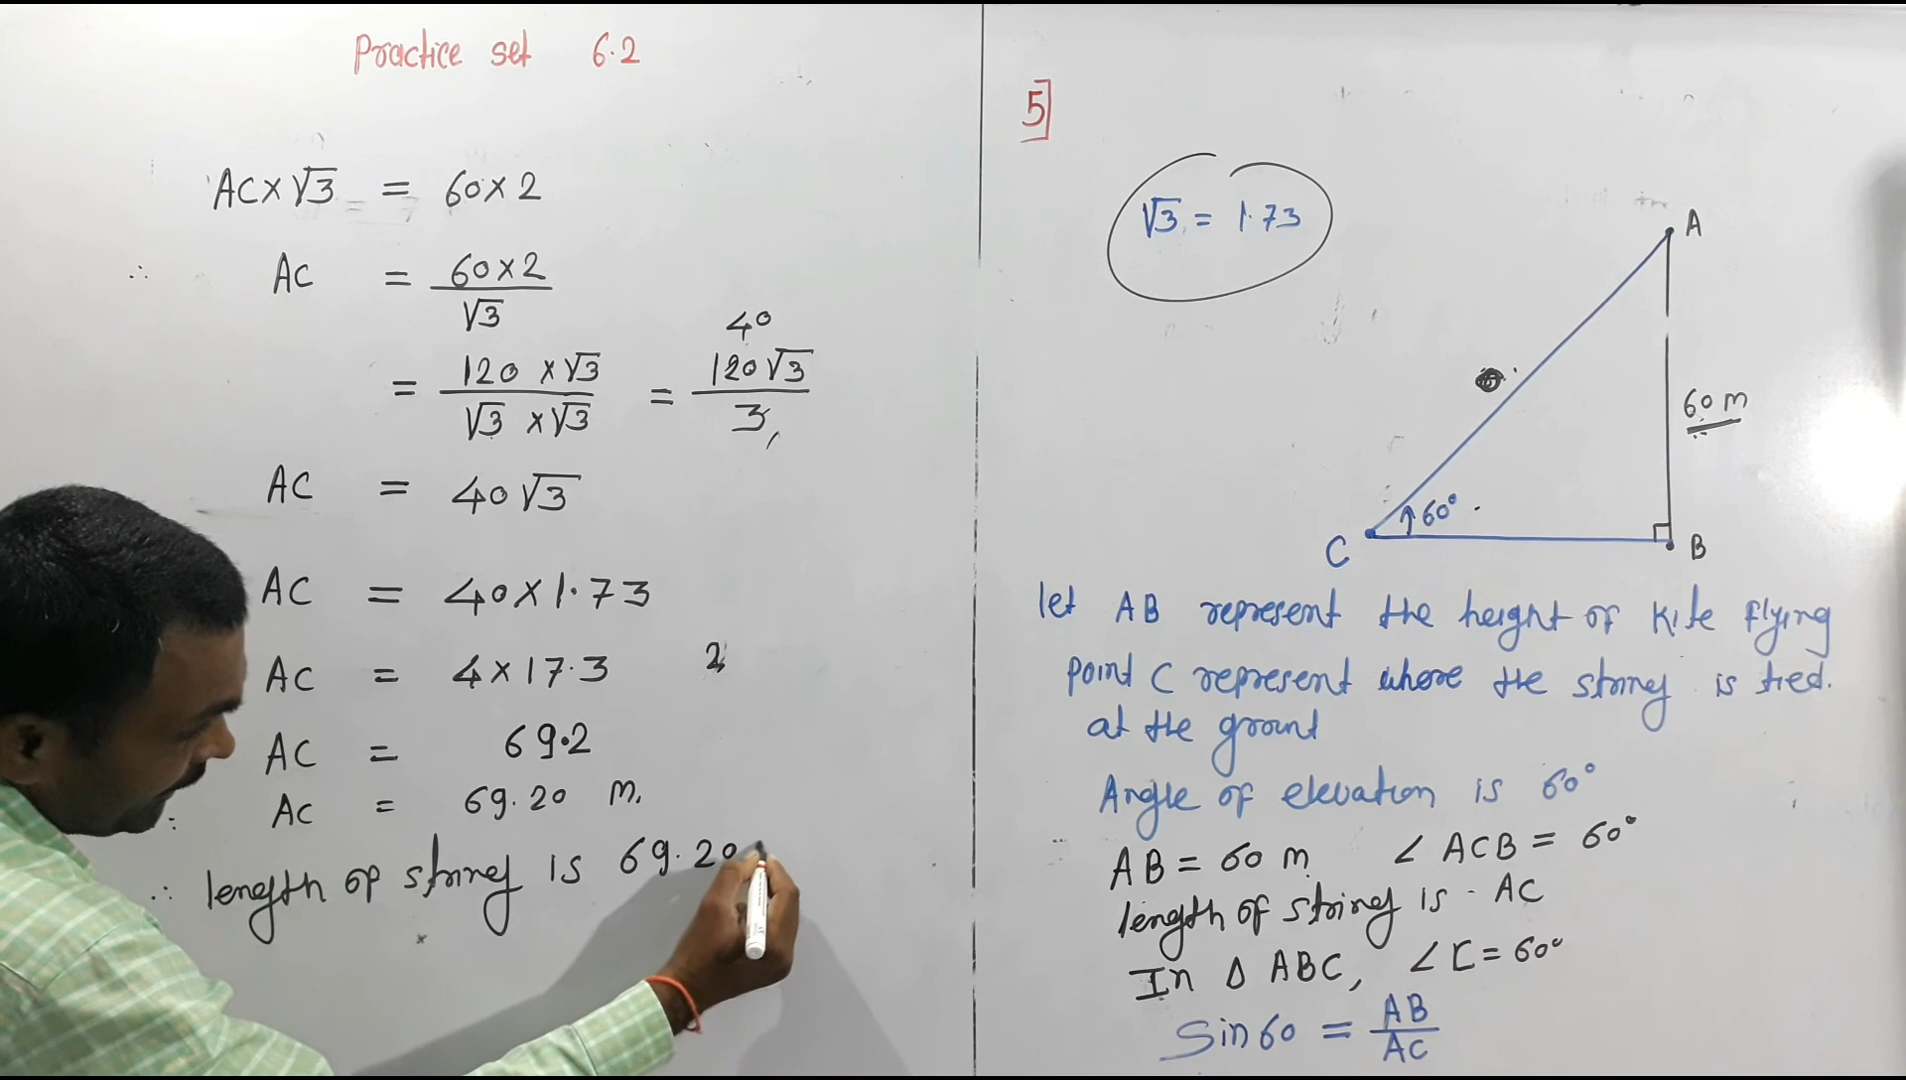 Practice set 6.2
AC × √3 = 60 × 2
∴ AC = 60 × 2 / √3
= 120 × √3 / √3 × √3 = 120√3 / 3
40
AC = 40√3
AC = 40 × 1.73
AC = 4 × 17.3 2
AC = 69.2
∴ AC = 69.20 m.
∴ length of string is 69.20
5]
√3 = 1.73
A
60 m
60°
C
B
let AB represent the height of kite flying
point C represent where the string is tied.
at the ground
Angle of elevation is 60°
AB = 60 m ∠ ACB = 60°
length of string is AC
In Δ ABC, ∠C = 60°
Sin 60 = AB / AC